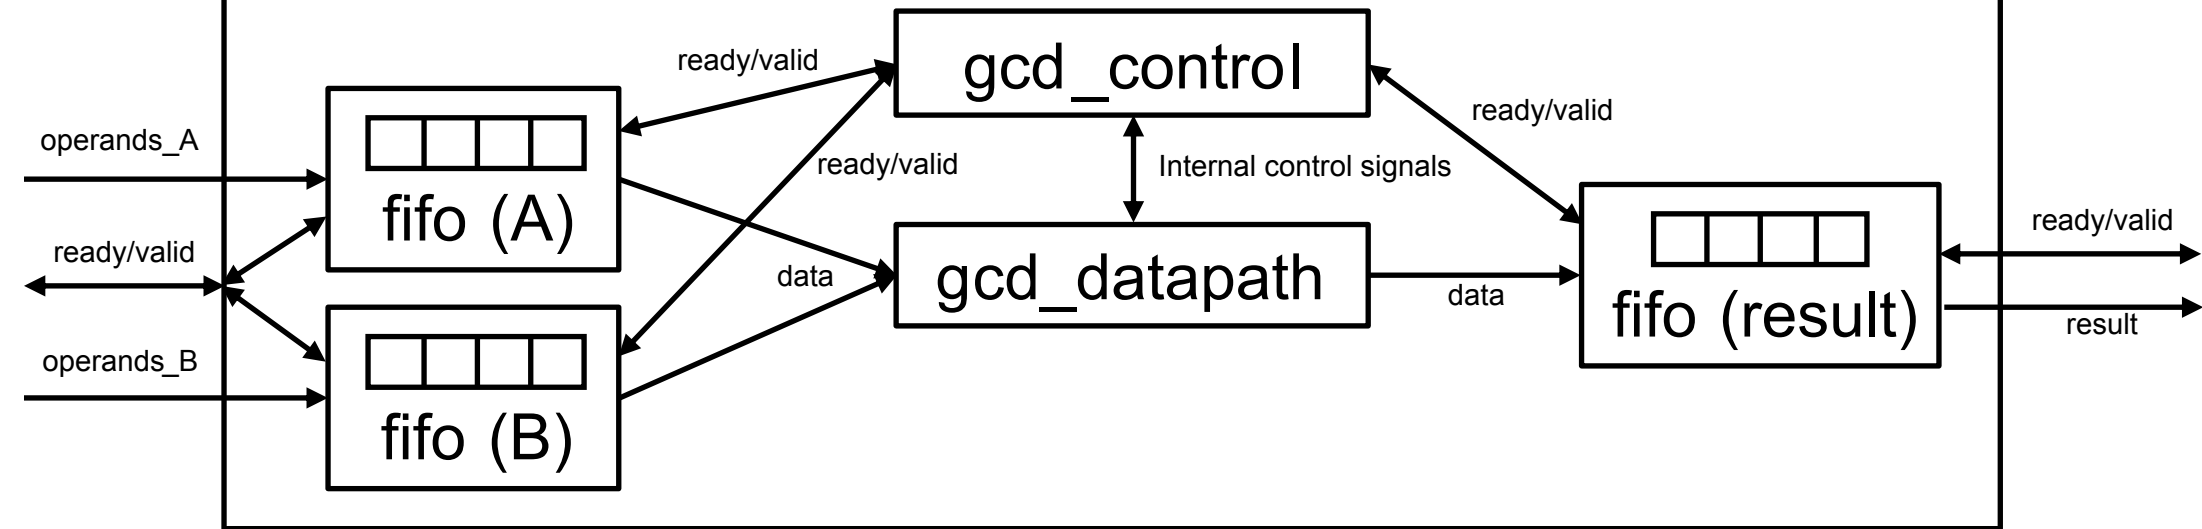 gcd_control
ready/valid
ready/valid
operands_A
ready/valid
Internal control signals
fifo (A)
ready/valid
ready/valid
gcd_datapath
data
data
fifo (result)
result
operands_B
fifo (B)